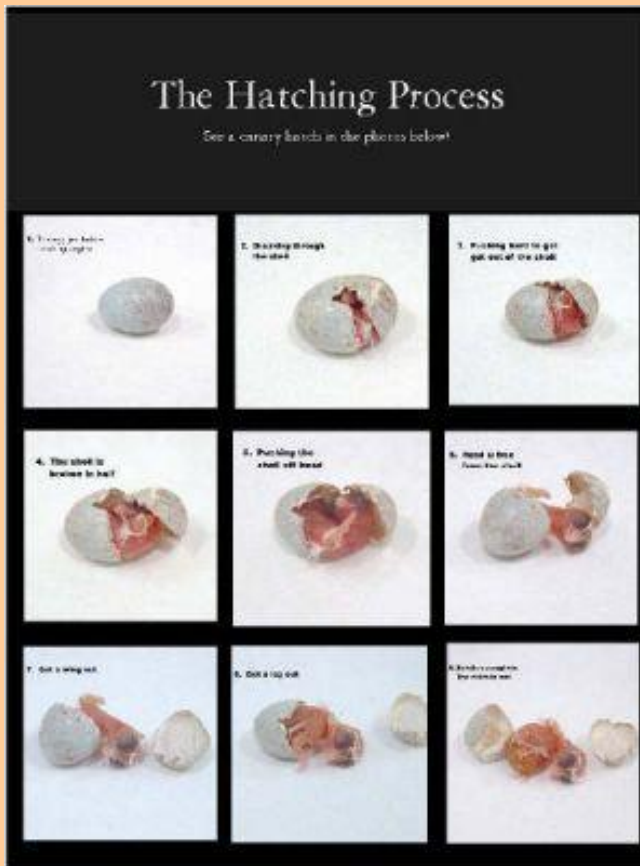 The Hatching Process
See a canary hatch in the photos below!
2. Breaking through
the shell
3. Pushing hard to get
get out of the shell
4. The shell is
broken in half
5. Pushing the
shell off head
6. Head is free
from the shell
7. Got a wing out
8. Got a leg out